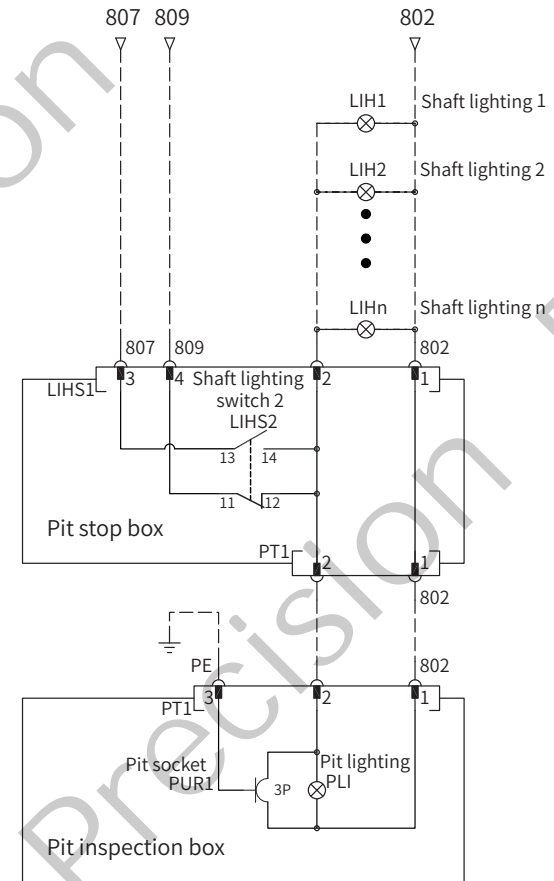 807 809 802
LIH1 Shaft lighting 1
LIH2 Shaft lighting 2
LIHn Shaft lighting n
807 809 802
LIHS1 3 4 Shaft lighting 2 1
switch 2
LIHS2
13 14
11 12
Pit stop box
PT1 2 1
802
PE 802
PT1 3 2 1
Pit socket Pit lighting
PUR1 3P PLI
Pit inspection box
Precision